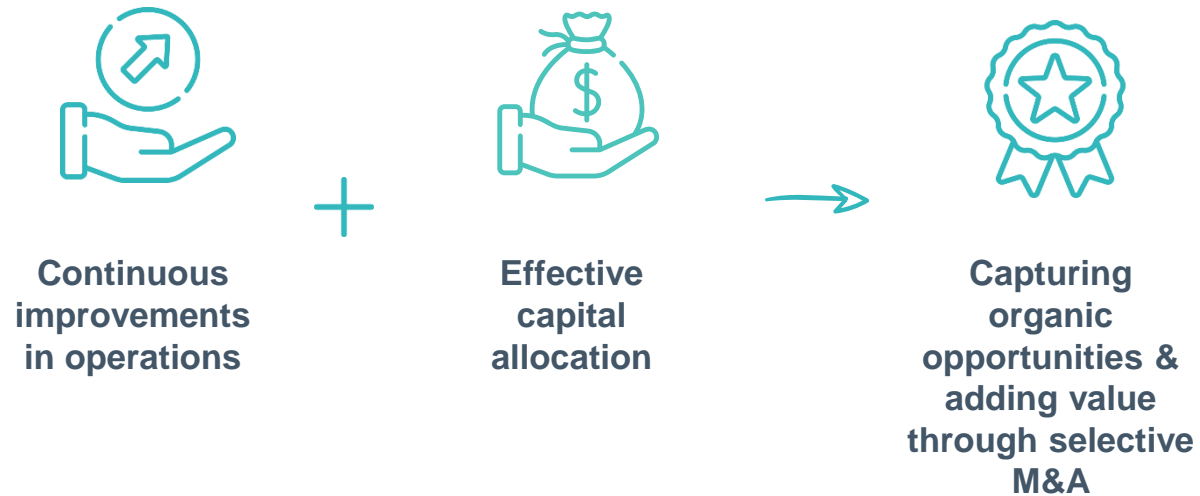 $
Continuous
improvements
in operations
Effective
capital
allocation
Capturing
organic
opportunities &
adding value
through selective
M&A